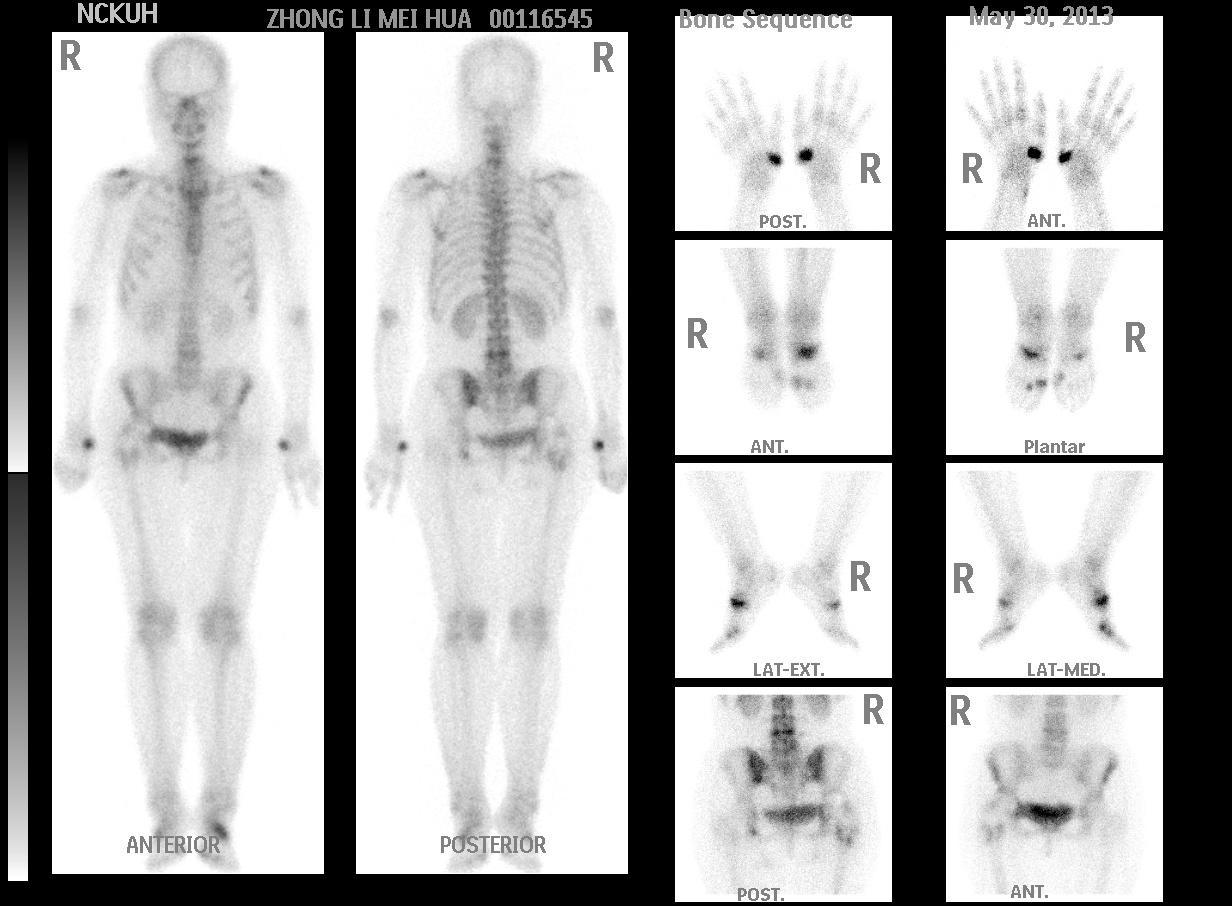 NCKUH ZHONG LI MEI HUA 00116545 Bone Sequence May 30, 2013
R R
R R
POST. ANT.
R R
ANT. Plantar
R R
LAT-EXT. LAT-MED.
R R
ANTERIOR POSTERIOR
POST. ANT.